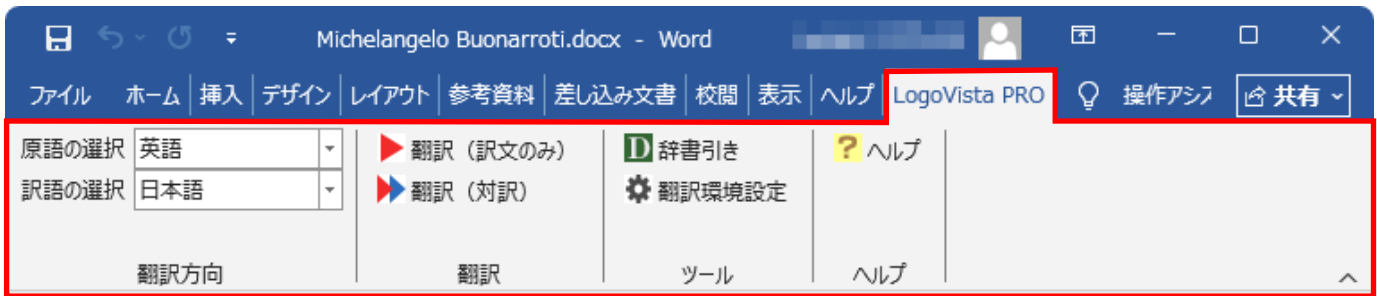 Michelangelo Buonarroti.docx - Word
ファイル ホーム 挿入 デザイン レイアウト 参考資料 差し込み文書 校閲 表示 ヘルプ LogoVista PRO 操作アシス 共有
原語の選択 英語 翻訳（訳文のみ） D 辞書引き ? ヘルプ
訳語の選択 日本語 翻訳（対訳） 翻訳環境設定
翻訳方向 翻訳 ツール ヘルプ